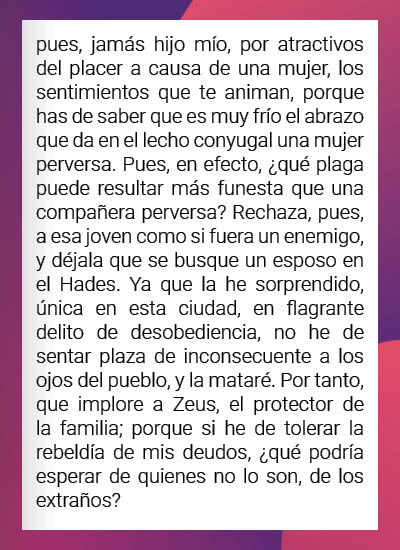 pues, jamás hijo mío, por atractivos
del placer a causa de una mujer, los
sentimientos que te animan, porque
has de saber que es muy frío el abrazo
que da en el lecho conyugal una mujer
perversa. Pues, en efecto, ¿qué plaga
puede resultar más funesta que una
compañera perversa? Rechaza, pues,
a esa joven como si fuera un enemigo,
y déjala que se busque un esposo en
el Hades. Ya que la he sorprendido,
única en esta ciudad, en flagrante
delito de desobediencia, no he de
sentar plaza de inconsecuente a los
ojos del pueblo, y la mataré. Por tanto,
que implore a Zeus, el protector de
la familia; porque si he de tolerar la
rebeldía de mis deudos, ¿qué podría
esperar de quienes no lo son, de los
extraños?